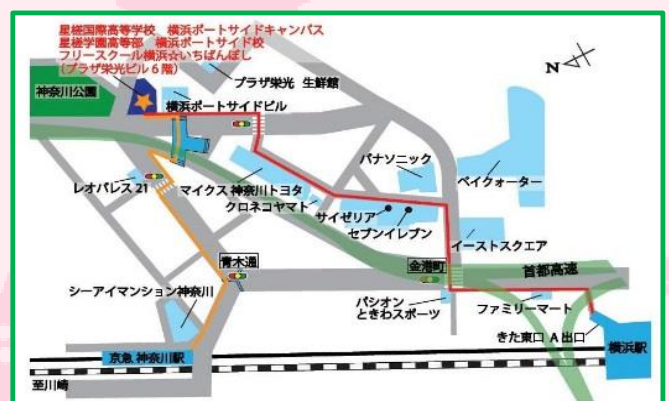 星槎国際高等学校　横浜ポートサイドキャンパス
星槎学園高等部　横浜ポートサイド校
フリースクール横浜☆いちばんぼし
（プラザ栄光ビル６階）
N
プラザ栄光　生鮮館
神奈川公園
横浜ポートサイドビル
パナソニック
ベイクォーター
レオパレス21
マイクス 神奈川トヨタ
クロネコヤマト
サイゼリア
セブンイレブン
イーストスクエア
青木通
金港町
首都高速
シーアイマンション神奈川
パシオン
ときわスポーツ
ファミリーマート
きた東口 A出口
横浜駅
京急 神奈川駅
至川崎